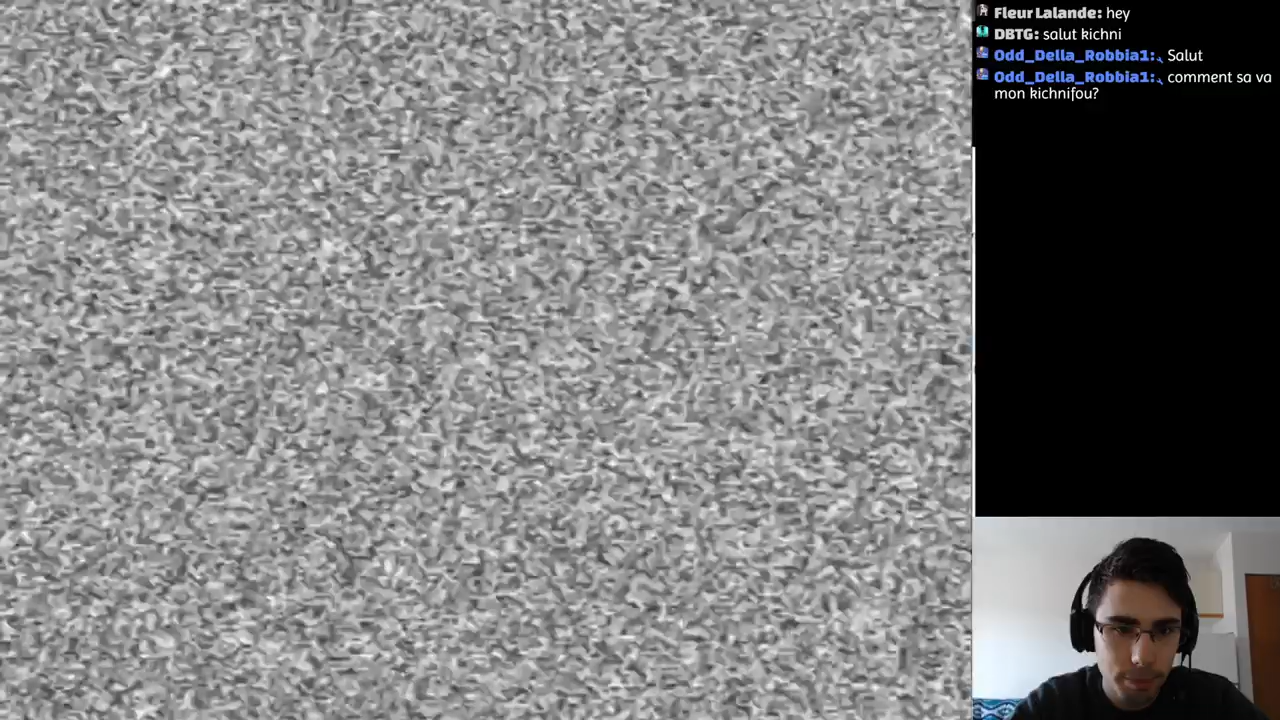 Fleur Lalande: hey
DBTG: salut kichni
Odd_Della_Robbia1: Salut
Odd_Della_Robbia1: comment sa va
mon kichnifou?